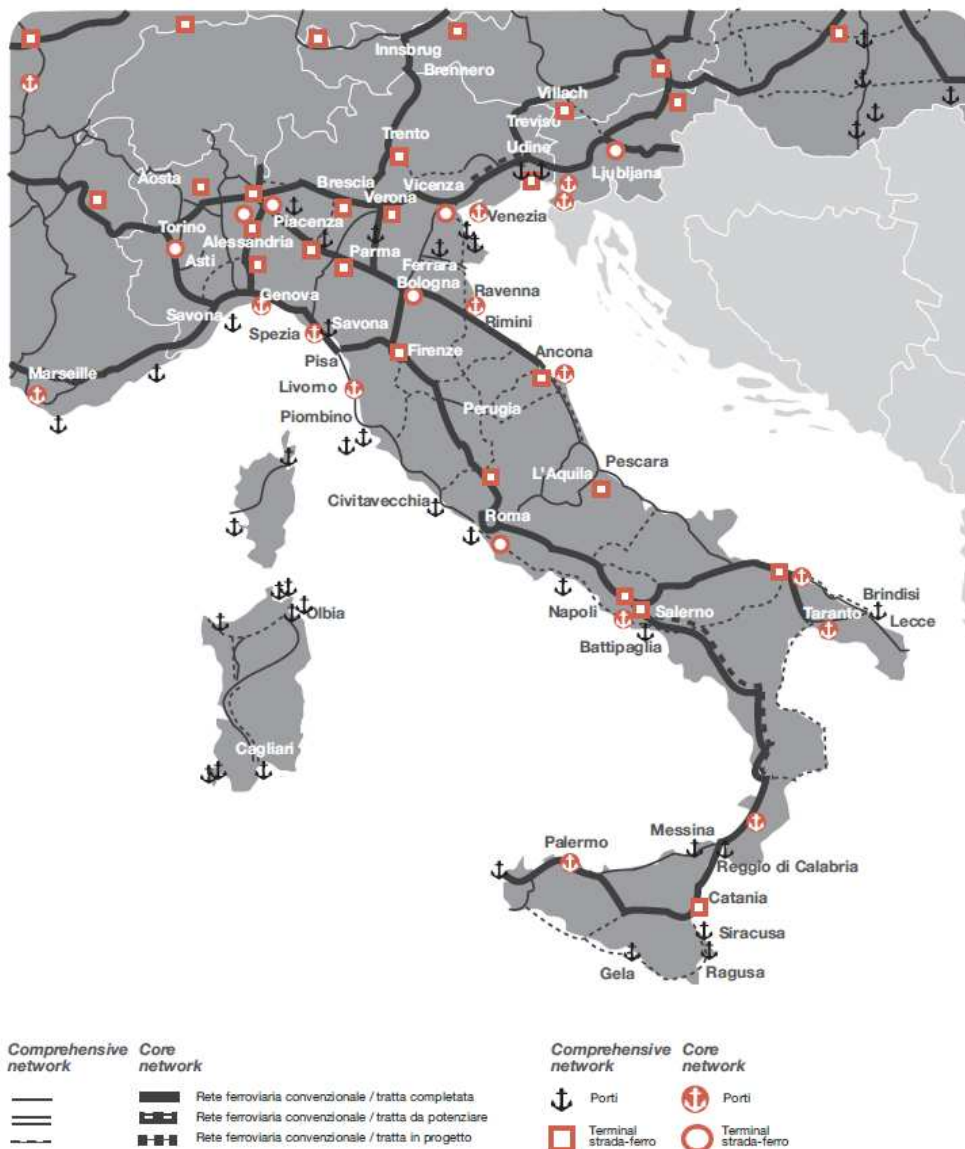 Innsbrug
Brennero
Villach
Treviso
Trento
Udine
Ljubljana
Aosta
Brescia
Vicenza
Verona
Venezia
Torino
Piacenza
Alessandria
Asti
Parma
Ferrara
Bologna
Genova
Ravenna
Savona
Savona
Rimini
Spezia
Firenze
Pisa
Ancona
Marseille
Livorno
Piombino
Perugia
Pescara
L'Aquila
Civitavecchia
Roma
Brindisi
Napoli
Salerno
Taranto
Lecce
Olbia
Battipaglia
Cagliari
Messina
Palermo
Reggio di Calabria
Catania
Siracusa
Gela
Ragusa
Comprehensive network
Core network
Rete ferroviaria convenzionale / tratta completata
Rete ferroviaria convenzionale / tratta da potenziare
Rete ferroviaria convenzionale / tratta in progetto
Comprehensive network
Core network
Porti
Porti
Terminal strada-ferro
Terminal strada-ferro